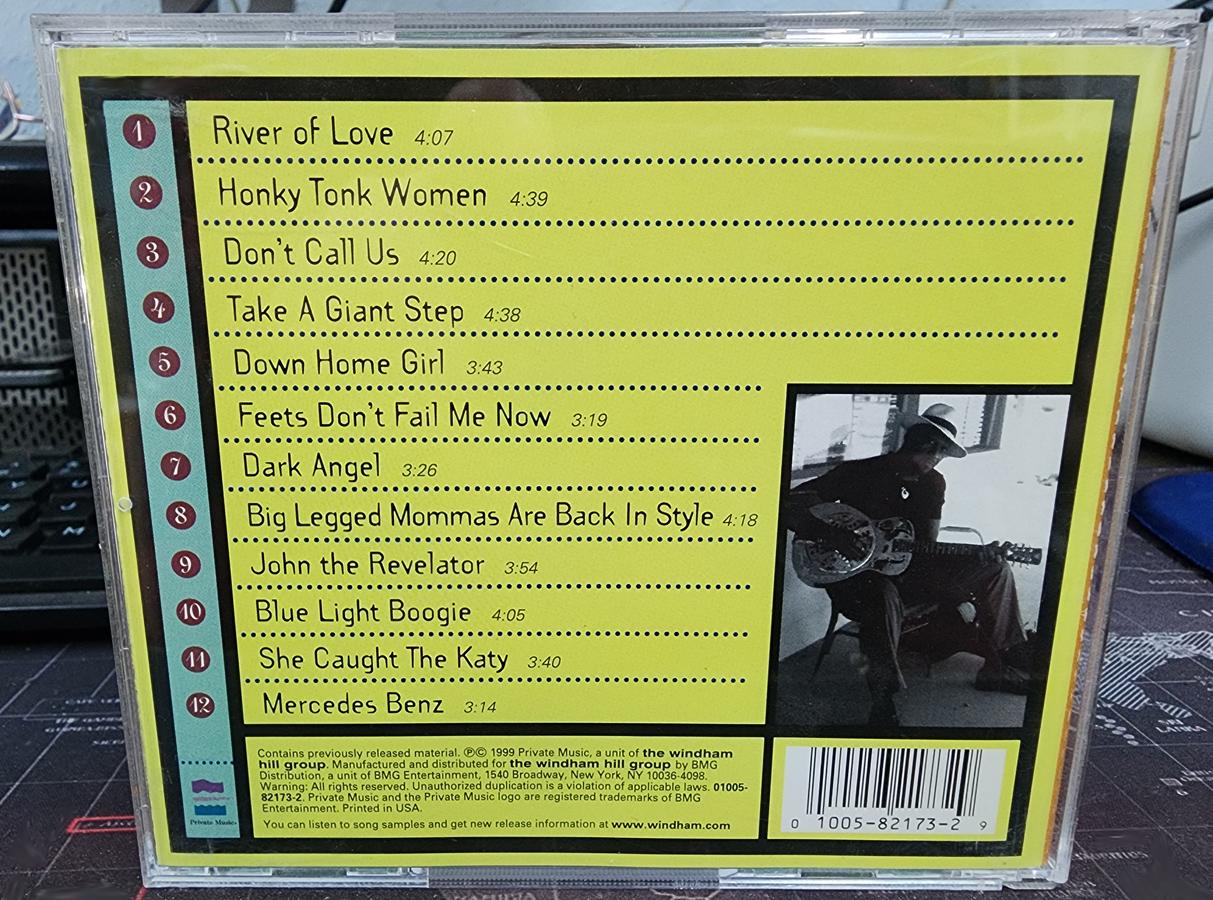 1 River of Love 4:07
2 Honky Tonk Women 4:39
3 Don't Call Us 4:20
4 Take A Giant Step 4:38
5 Down Home Girl 3:43
6 Feets Don't Fail Me Now 3:19
7 Dark Angel 3:26
8 Big Legged Mommas Are Back In Style 4:18
9 John the Revelator 3:54
10 Blue Light Boogie 4:05
11 She Caught The Katy 3:40
12 Mercedes Benz 3:14
Contains previously released material. ℗© 1999 Private Music, a unit of the windham
hill group. Manufactured and distributed for the windham hill group by BMG
Distribution, a unit of BMG Entertainment, 1540 Broadway, New York, NY 10036-4098.
Warning: All rights reserved. Unauthorized duplication is a violation of applicable laws. 01005-
82173-2. Private Music and the Private Music logo are registered trademarks of BMG
Entertainment. Printed in USA.
You can listen to song samples and get new release information at www.windham.com
Private Music
0 1005-82173-2 9